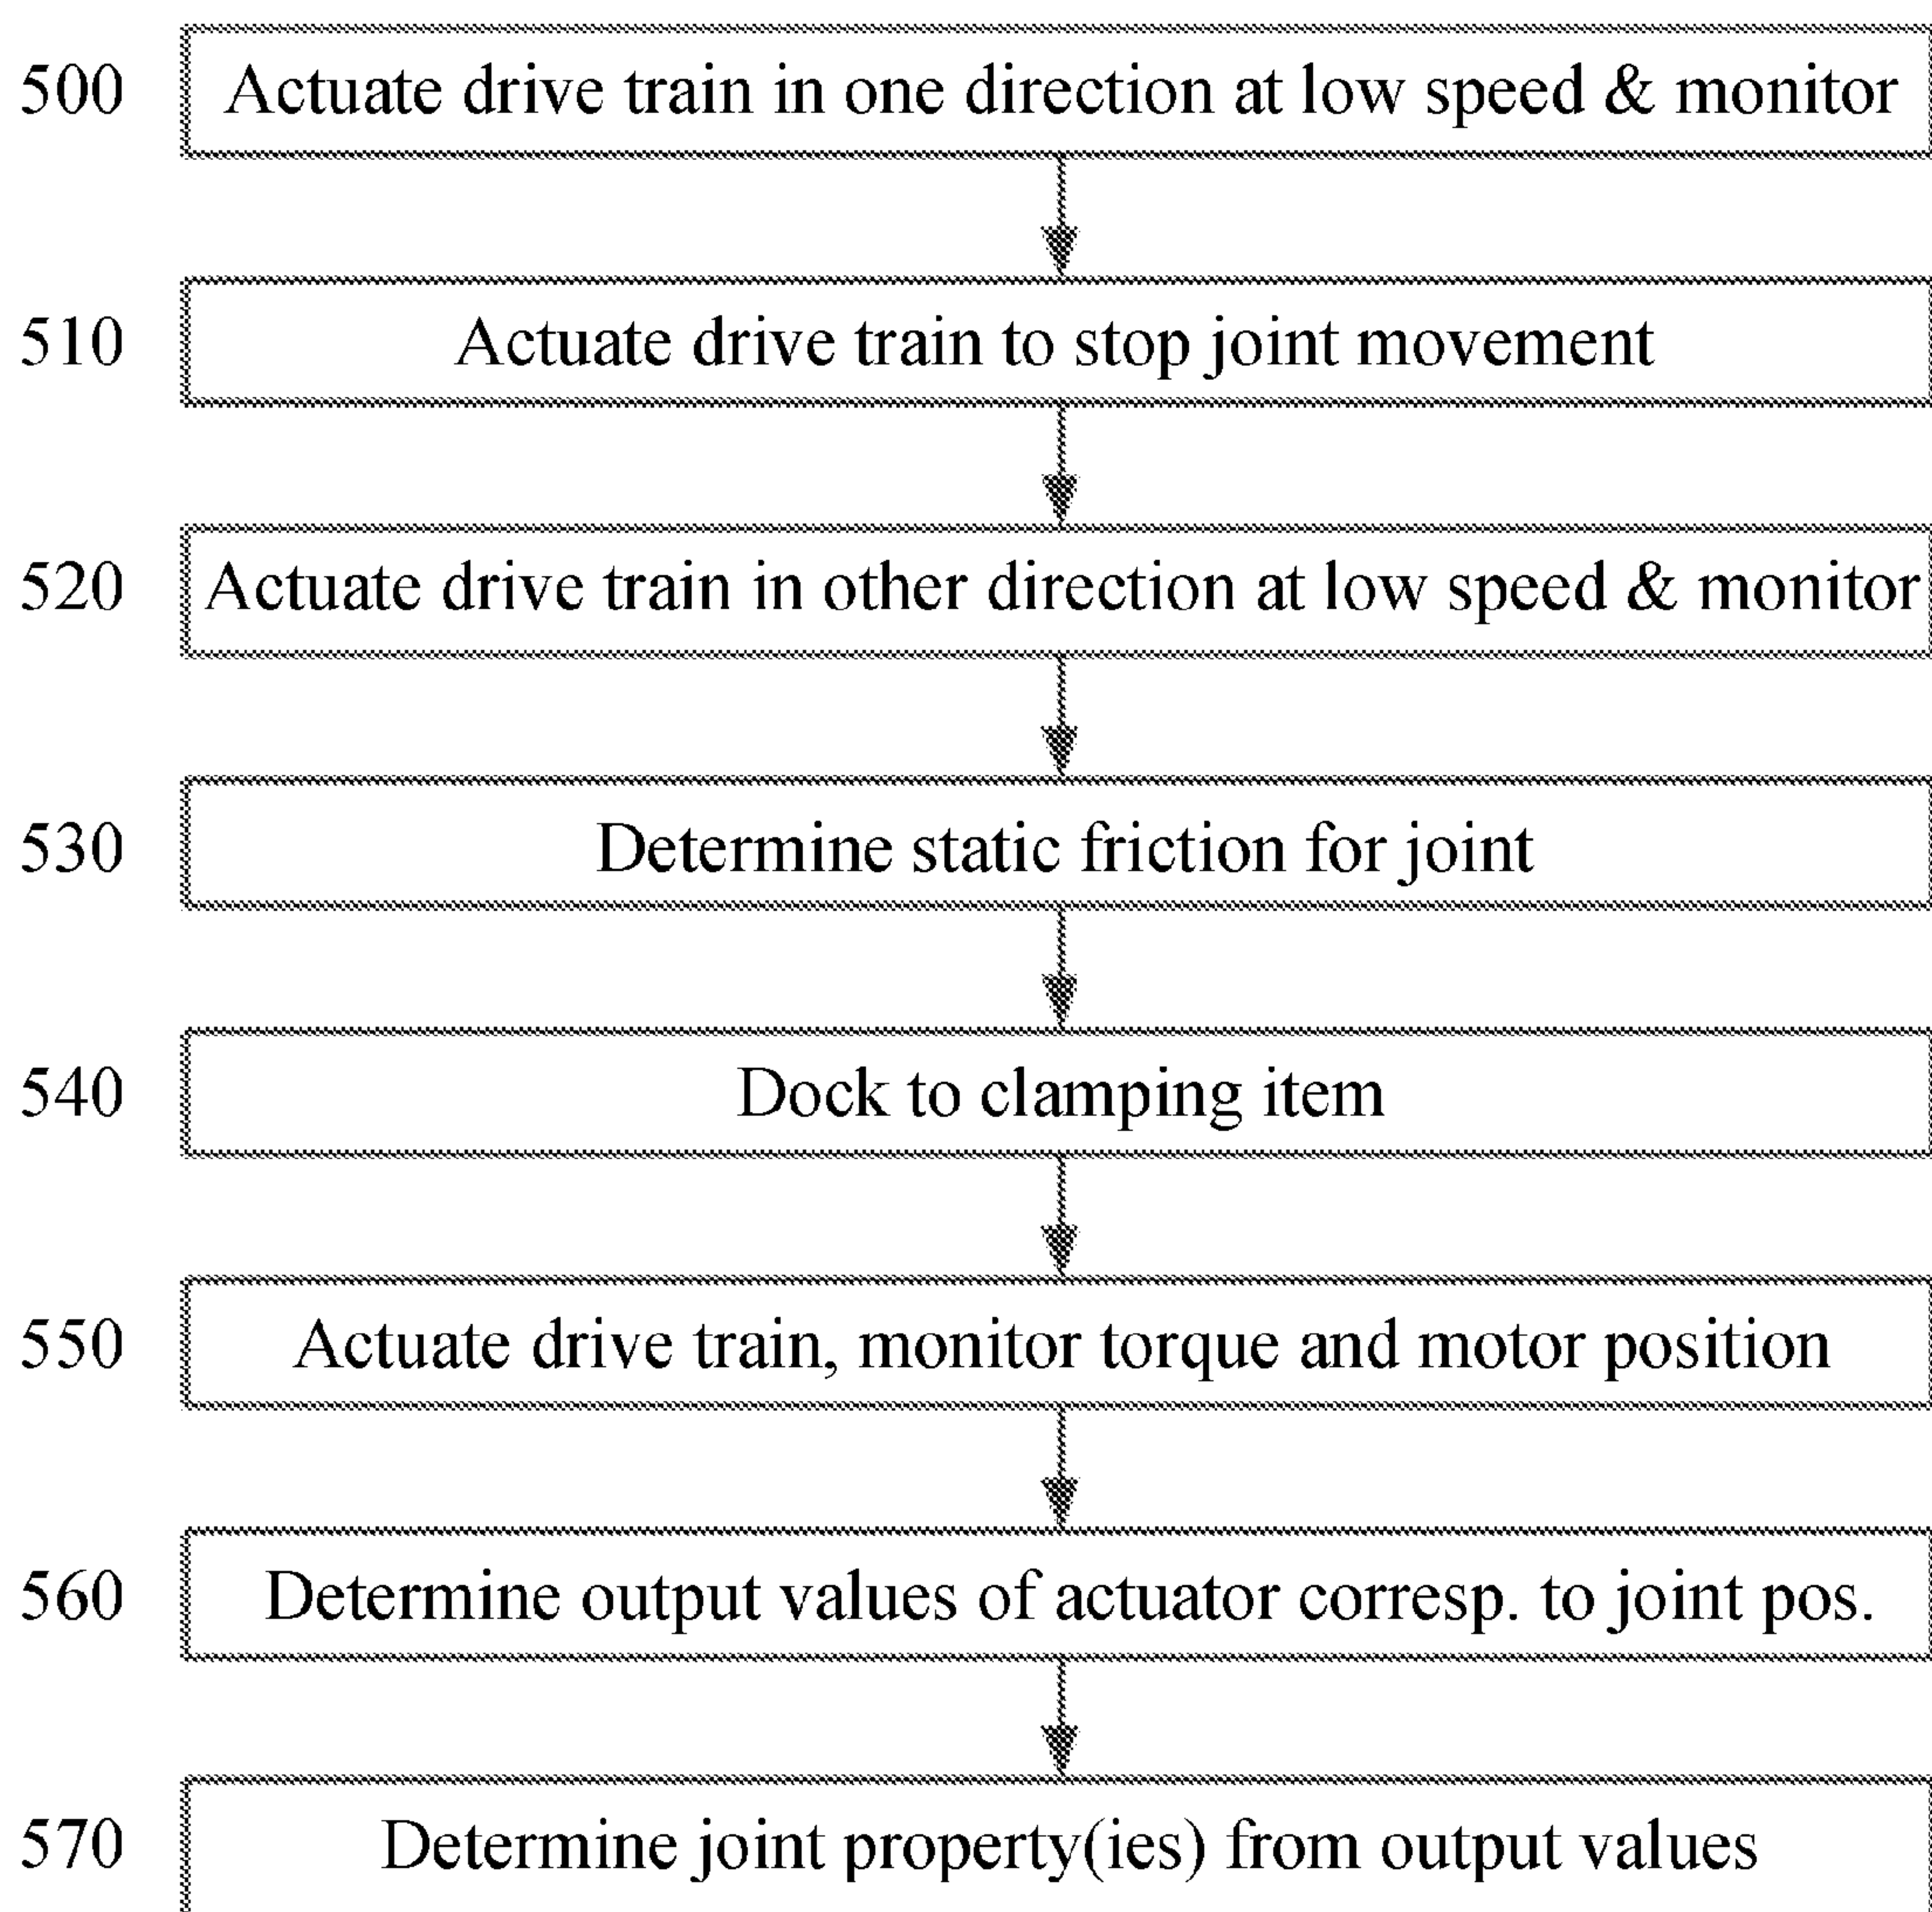 500 Actuate drive train in one direction at low speed & monitor
510 Actuate drive train to stop joint movement
520 Actuate drive train in other direction at low speed & monitor
530 Determine static friction for joint
540 Dock to clamping item
550 Actuate drive train, monitor torque and motor position
560 Determine output values of actuator corresp. to joint pos.
570 Determine joint property(ies) from output values